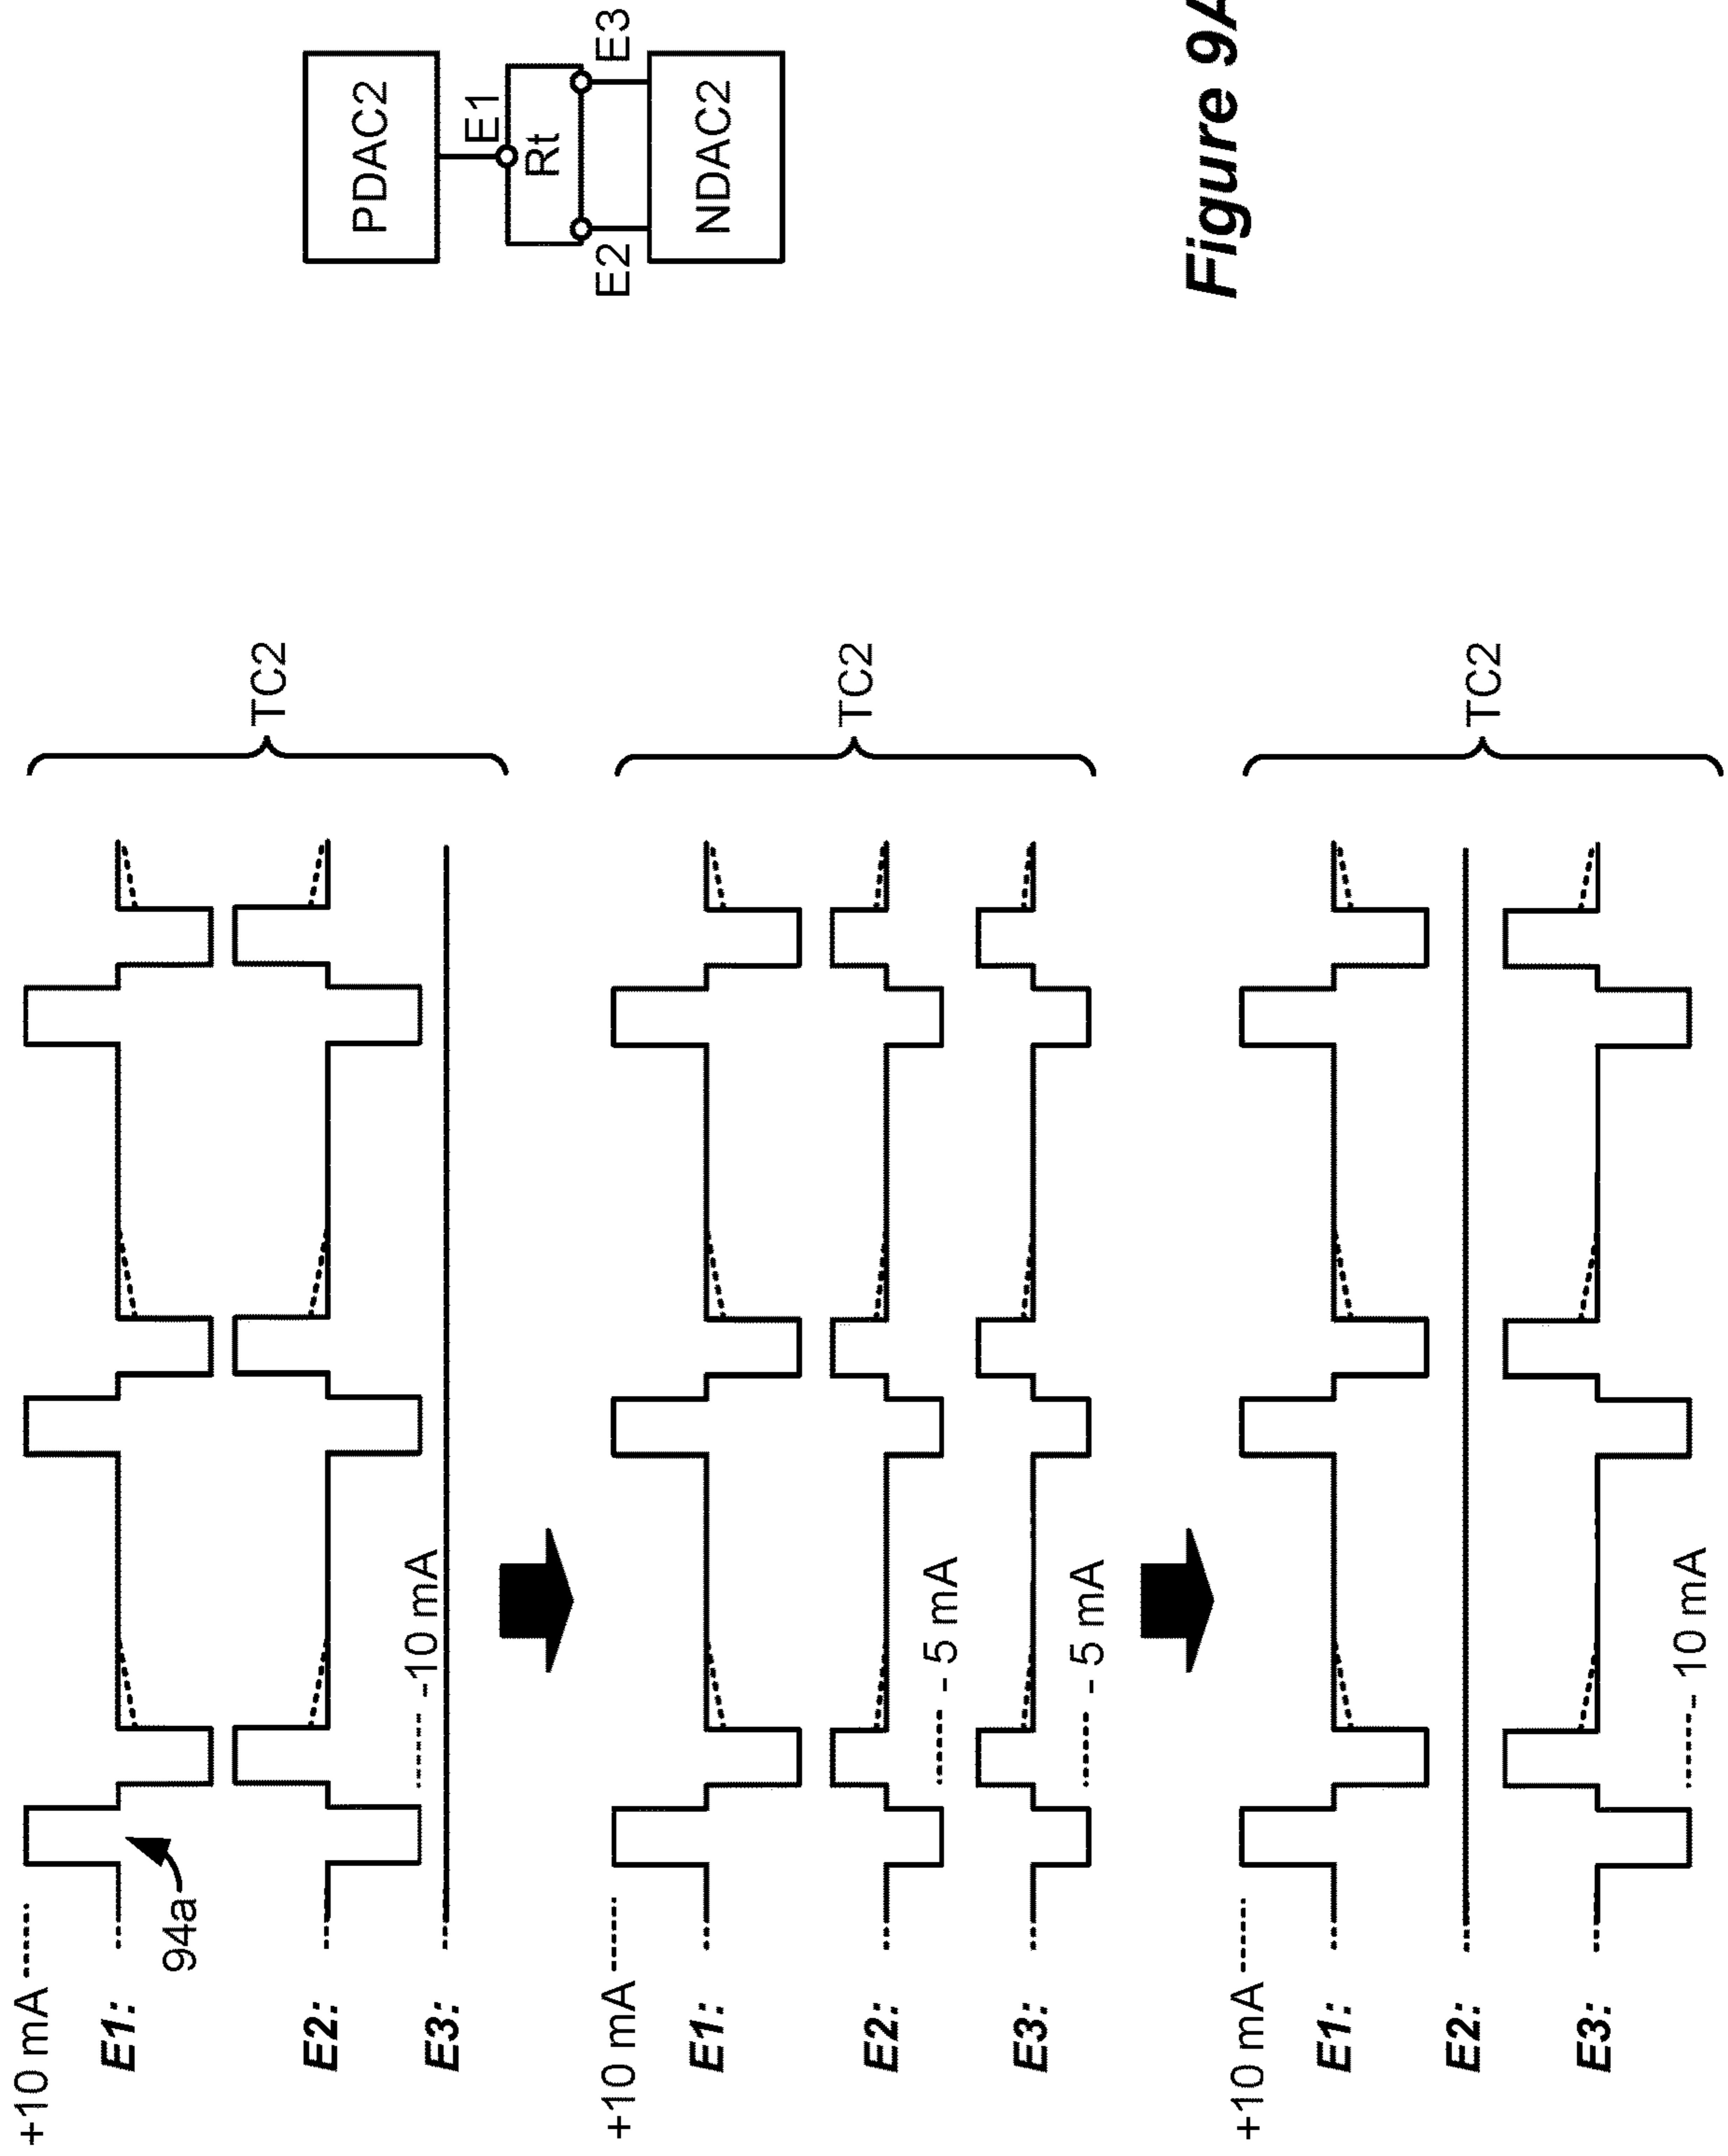 +10 mA
E1:
94a
E2:
-10 mA
E3:
TC2
+10 mA
E1:
E2:
- 5 mA
E3:
- 5 mA
TC2
+10 mA
E1:
E2:
E3:
- 10 mA
TC2
PDAC2
E1
Rt
E2
E3
NDAC2
Figure 9A